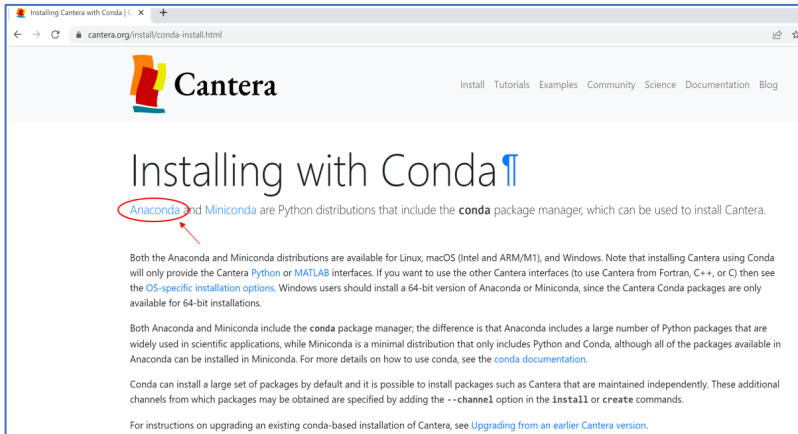 Installing Cantera with Conda | C
cantera.org/install/conda-install.html
Cantera
Install Tutorials Examples Community Science Documentation Blog
Installing with Conda¶
Anaconda and Miniconda are Python distributions that include the conda package manager, which can be used to install Cantera.
Both the Anaconda and Miniconda distributions are available for Linux, macOS (Intel and ARM/M1), and Windows. Note that installing Cantera using Conda
will only provide the Cantera Python or MATLAB interfaces. If you want to use the other Cantera interfaces (to use Cantera from Fortran, C++, or C) then see
the OS-specific installation options. Windows users should install a 64-bit version of Anaconda or Miniconda, since the Cantera Conda packages are only
available for 64-bit installations.
Both Anaconda and Miniconda include the conda package manager; the difference is that Anaconda includes a large number of Python packages that are
widely used in scientific applications, while Miniconda is a minimal distribution that only includes Python and Conda, although all of the packages available in
Anaconda can be installed in Miniconda. For more details on how to use conda, see the conda documentation.
Conda can install a large set of packages by default and it is possible to install packages such as Cantera that are maintained independently. These additional
channels from which packages may be obtained are specified by adding the --channel option in the install or create commands.
For instructions on upgrading an existing conda-based installation of Cantera, see Upgrading from an earlier Cantera version.